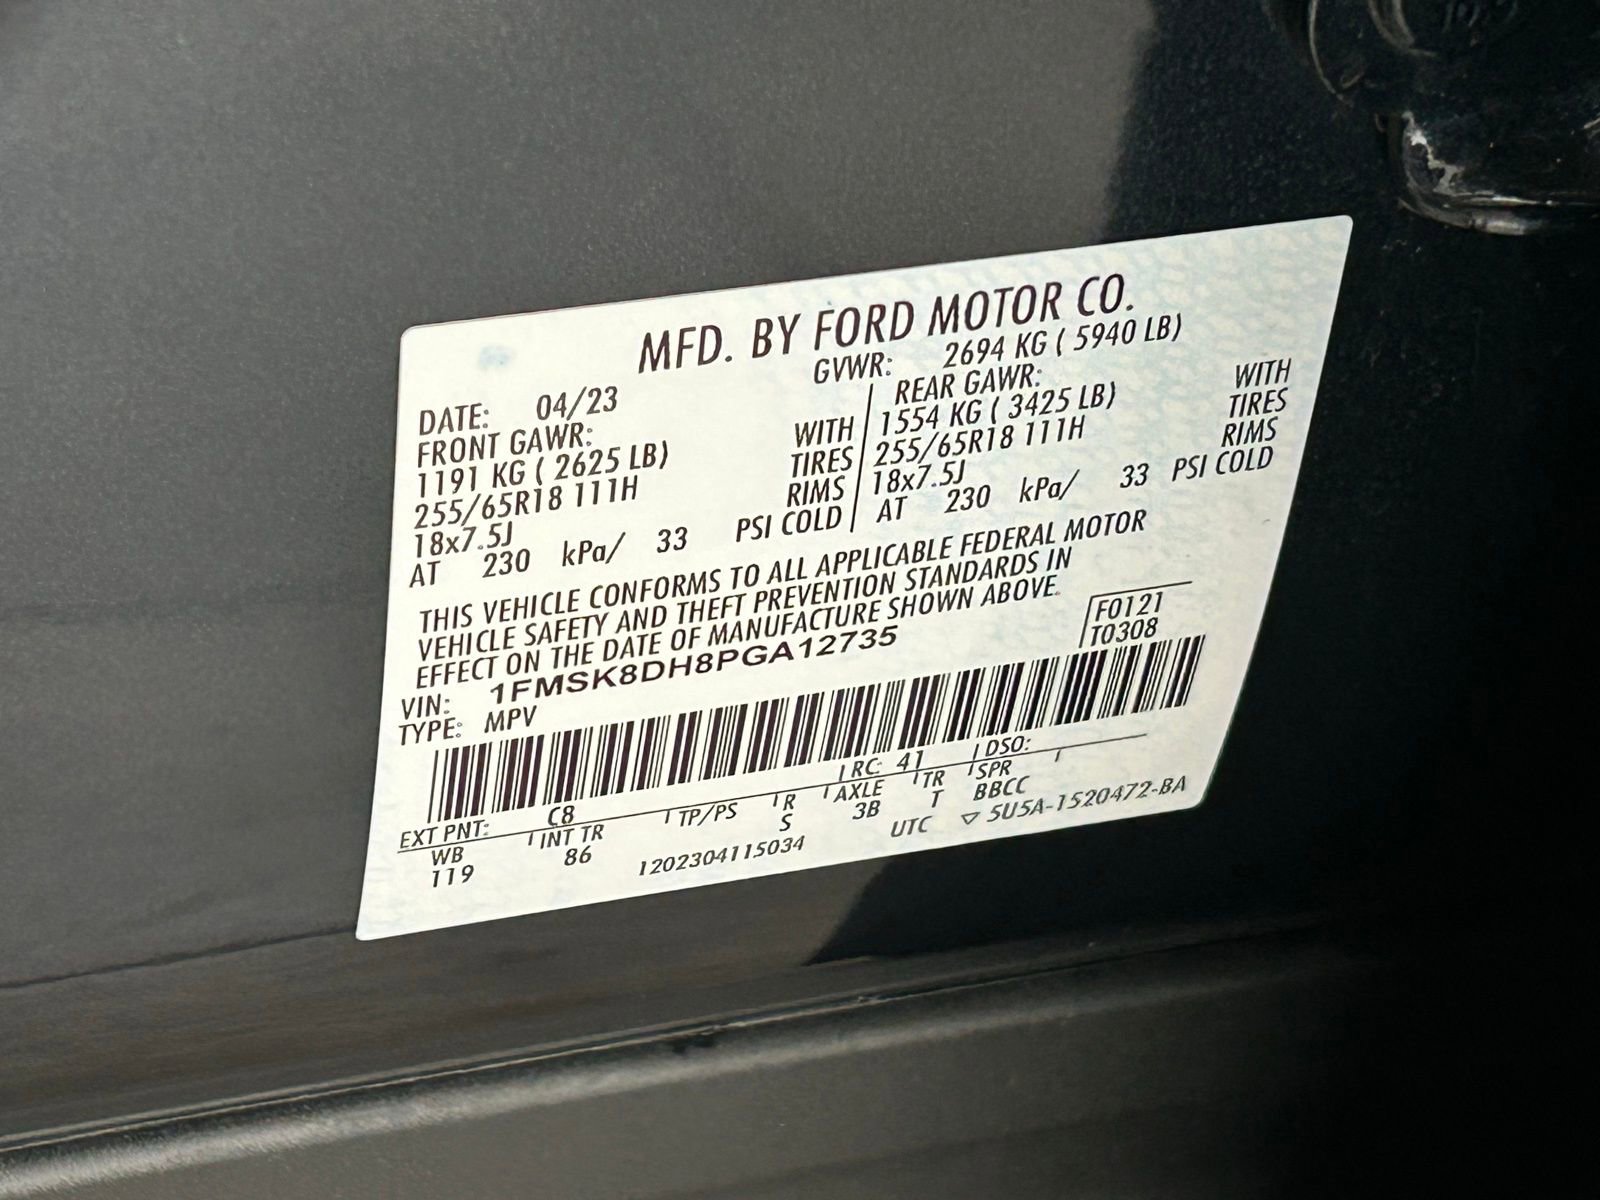 MFD. BY FORD MOTOR CO.
DATE: 04/23 GVWR: 2694 KG ( 5940 LB)
FRONT GAWR: REAR GAWR:
1191 KG ( 2625 LB) WITH 1554 KG ( 3425 LB) WITH
255/65R18 111H TIRES 255/65R18 111H TIRES
18x7.5J RIMS 18x7.5J RIMS
AT 230 kPa/ 33 PSI COLD AT 230 kPa/ 33 PSI COLD
THIS VEHICLE CONFORMS TO ALL APPLICABLE FEDERAL MOTOR
VEHICLE SAFETY AND THEFT PREVENTION STANDARDS IN
EFFECT ON THE DATE OF MANUFACTURE SHOWN ABOVE.
VIN: 1FMSK8DH8PGA12735 F0121
TYPE: MPV T0308
EXT PNT: C8 RC: 41 DSO:
WB INT TR TP/PS R AXLE TR SPR
119 86 S 3B T BBCC
1202304115034 UTC ▽ 5U5A-1520472-BA